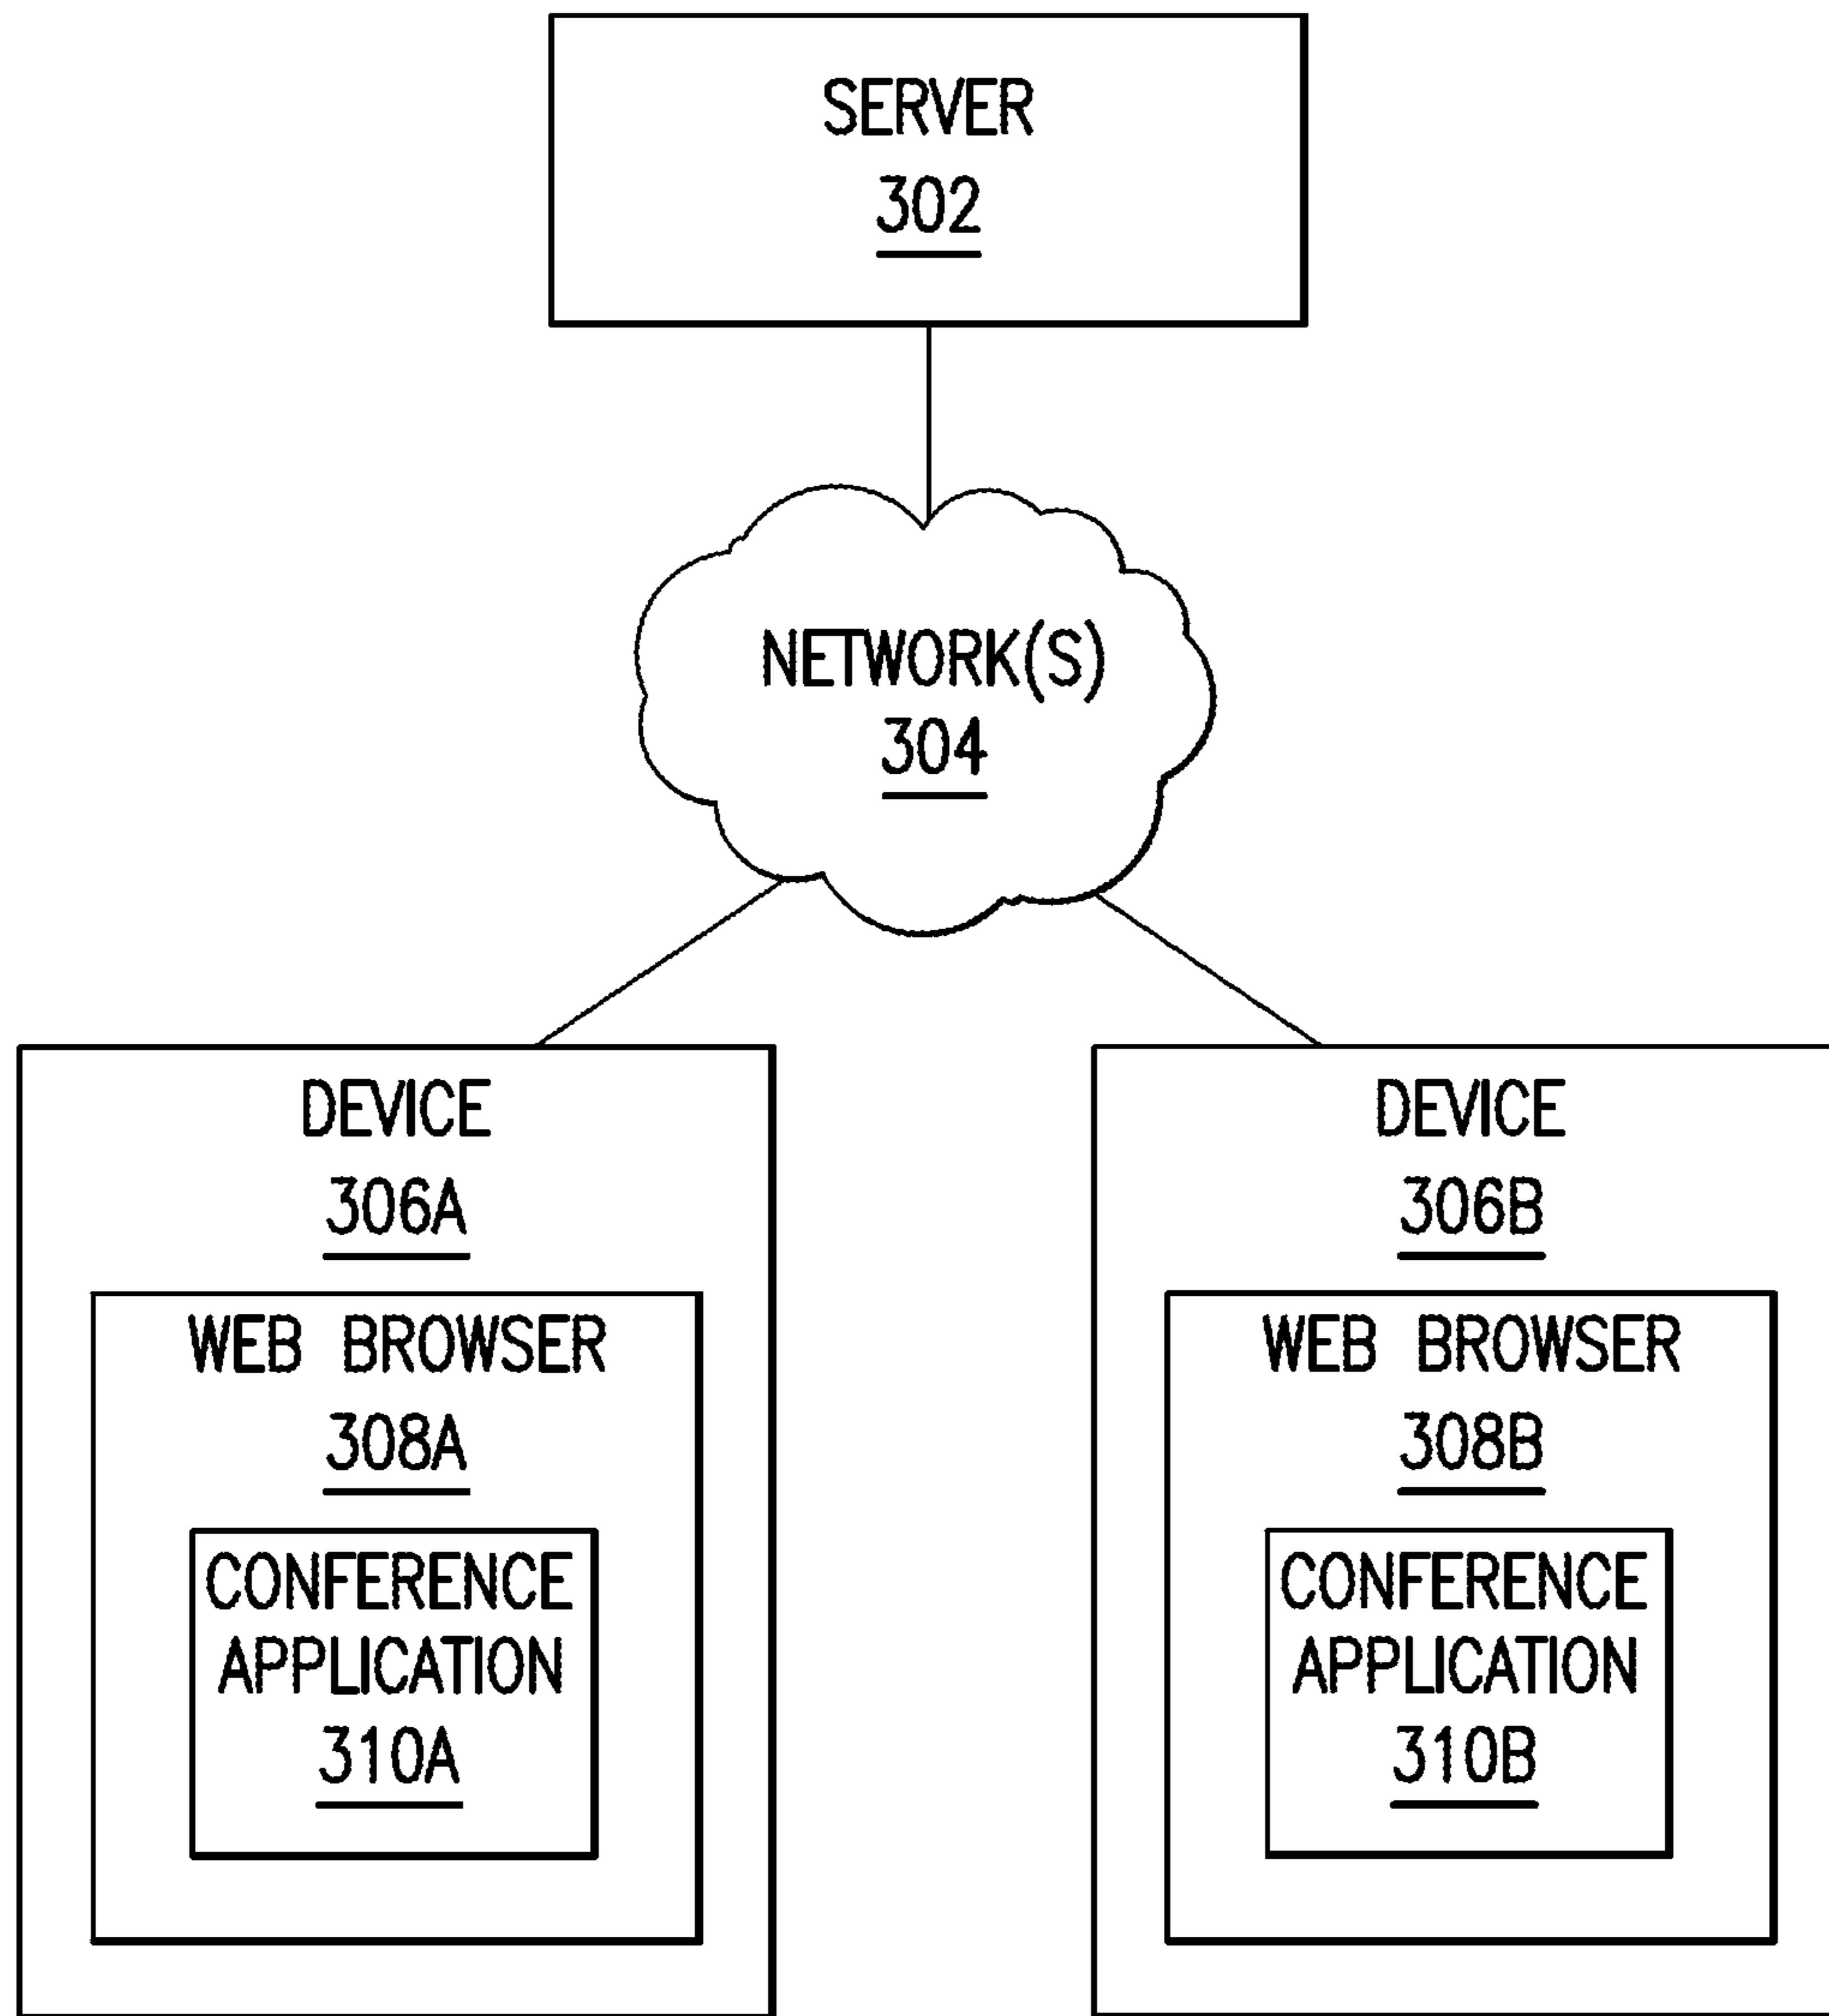 SERVER
302
NETWORK(S)
304
DEVICE
306A
WEB BROWSER
308A
CONFERENCE
APPLICATION
310A
DEVICE
306B
WEB BROWSER
308B
CONFERENCE
APPLICATION
310B